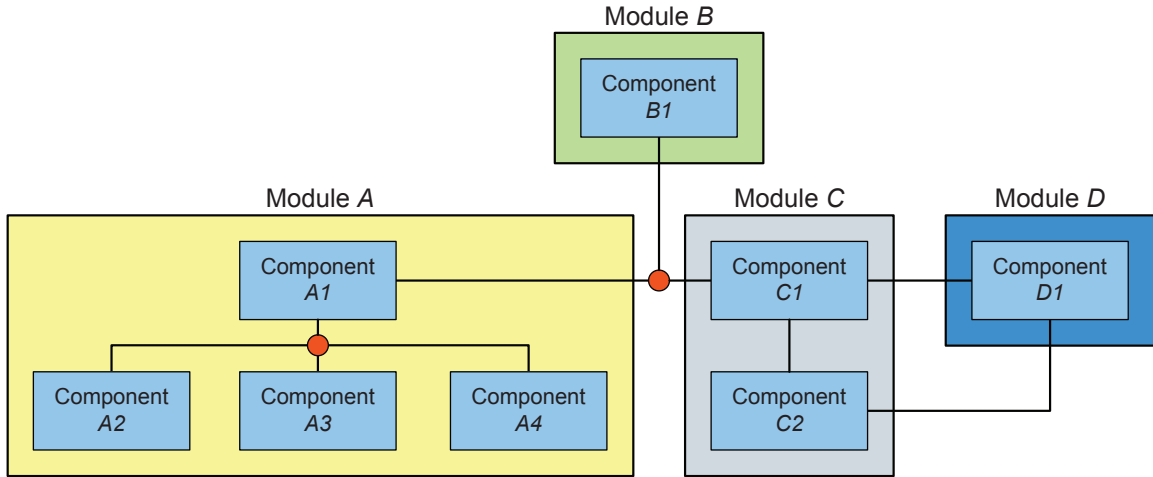 Module B
Component
B1
Module A
Module C
Module D
Component
A1
Component
C1
Component
D1
Component
A2
Component
A3
Component
A4
Component
C2